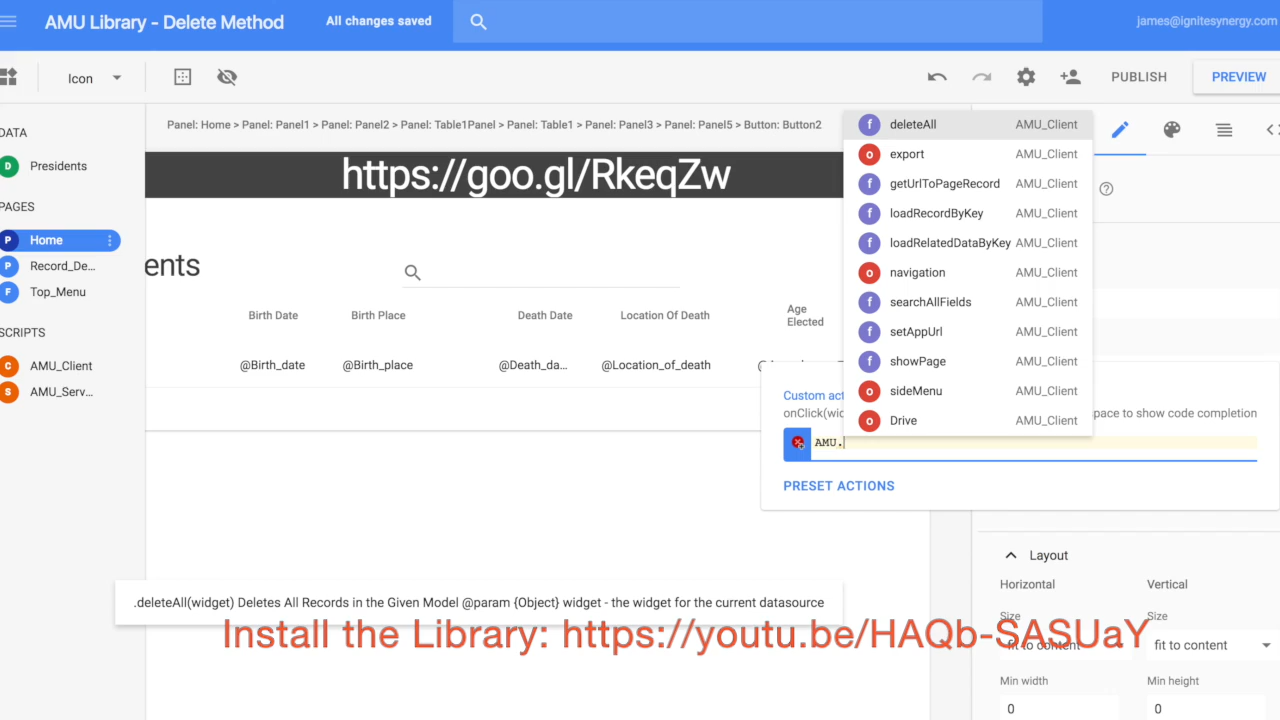 AMU Library - Delete Method
All changes saved
james@ignitesynergy.com
Icon
PUBLISH
PREVIEW
Panel: Home > Panel: Panel1 > Panel: Panel2 > Panel: Table1Panel > Panel: Table1 > Panel: Panel3 > Panel: Panel5 > Button: Button2
DATA
D Presidents
PAGES
P Home
P Record_De...
F Top_Menu
SCRIPTS
C AMU_Client
S AMU_Serv...
https://goo.gl/RkeqZw
ents
Birth Date
Birth Place
Death Date
Location Of Death
Age
Elected
@Birth_date
@Birth_place
@Death_da...
@Location_of_death
f deleteAll AMU_Client
o export AMU_Client
f getUrlToPageRecord AMU_Client
f loadRecordByKey AMU_Client
f loadRelatedDataByKey AMU_Client
o navigation AMU_Client
f searchAllFields AMU_Client
f setAppUrl AMU_Client
f showPage AMU_Client
o sideMenu AMU_Client
o Drive AMU_Client
Custom act
onClick(wid
pace to show code completion
AMU.
PRESET ACTIONS
.deleteAll(widget) Deletes All Records in the Given Model @param {Object} widget - the widget for the current datasource
Install the Library: https://youtu.be/HAQb-SASUaY
Layout
Horizontal
Vertical
Size
Size
fit to content
fit to content
Min width
Min height
0
0